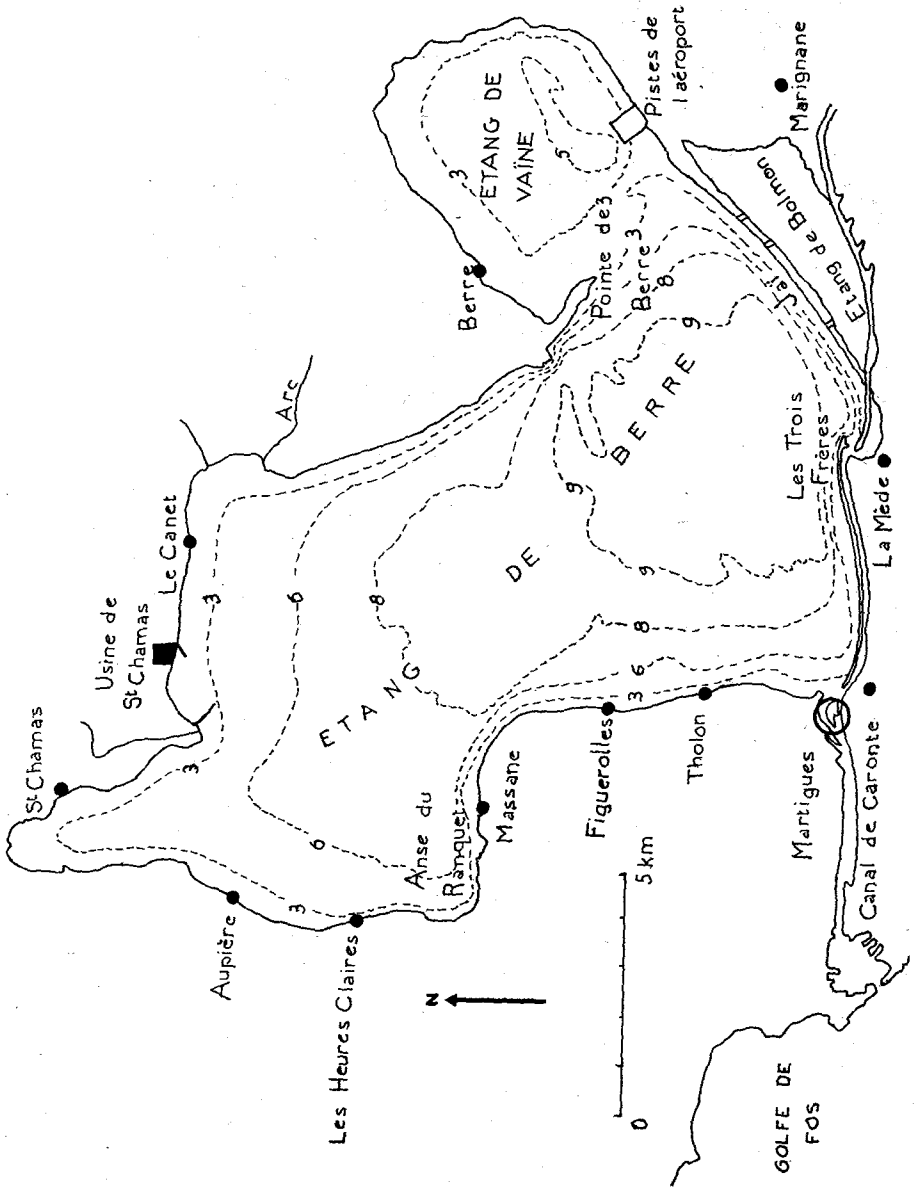 St Chamas
Usine de
St Chamas
Le Canet
Arc
Berre
ETANG DE
VAÏNE
Pistes de
l'aéroport
Marignane
Etang de Bolmon
Jaï
Pointe de
Berre
Aupière
Les Heures Claires
Anse du
Ranquet
Massane
Figuerolles
Tholon
Martigues
Canal de Caronte
La Mède
Les Trois
Frères
ETANG
DE
BERRE
3
3
3
6
6
8
9
9
9
8
6
3
8
3
3
3
5
N
0
5 km
GOLFE DE
FOS